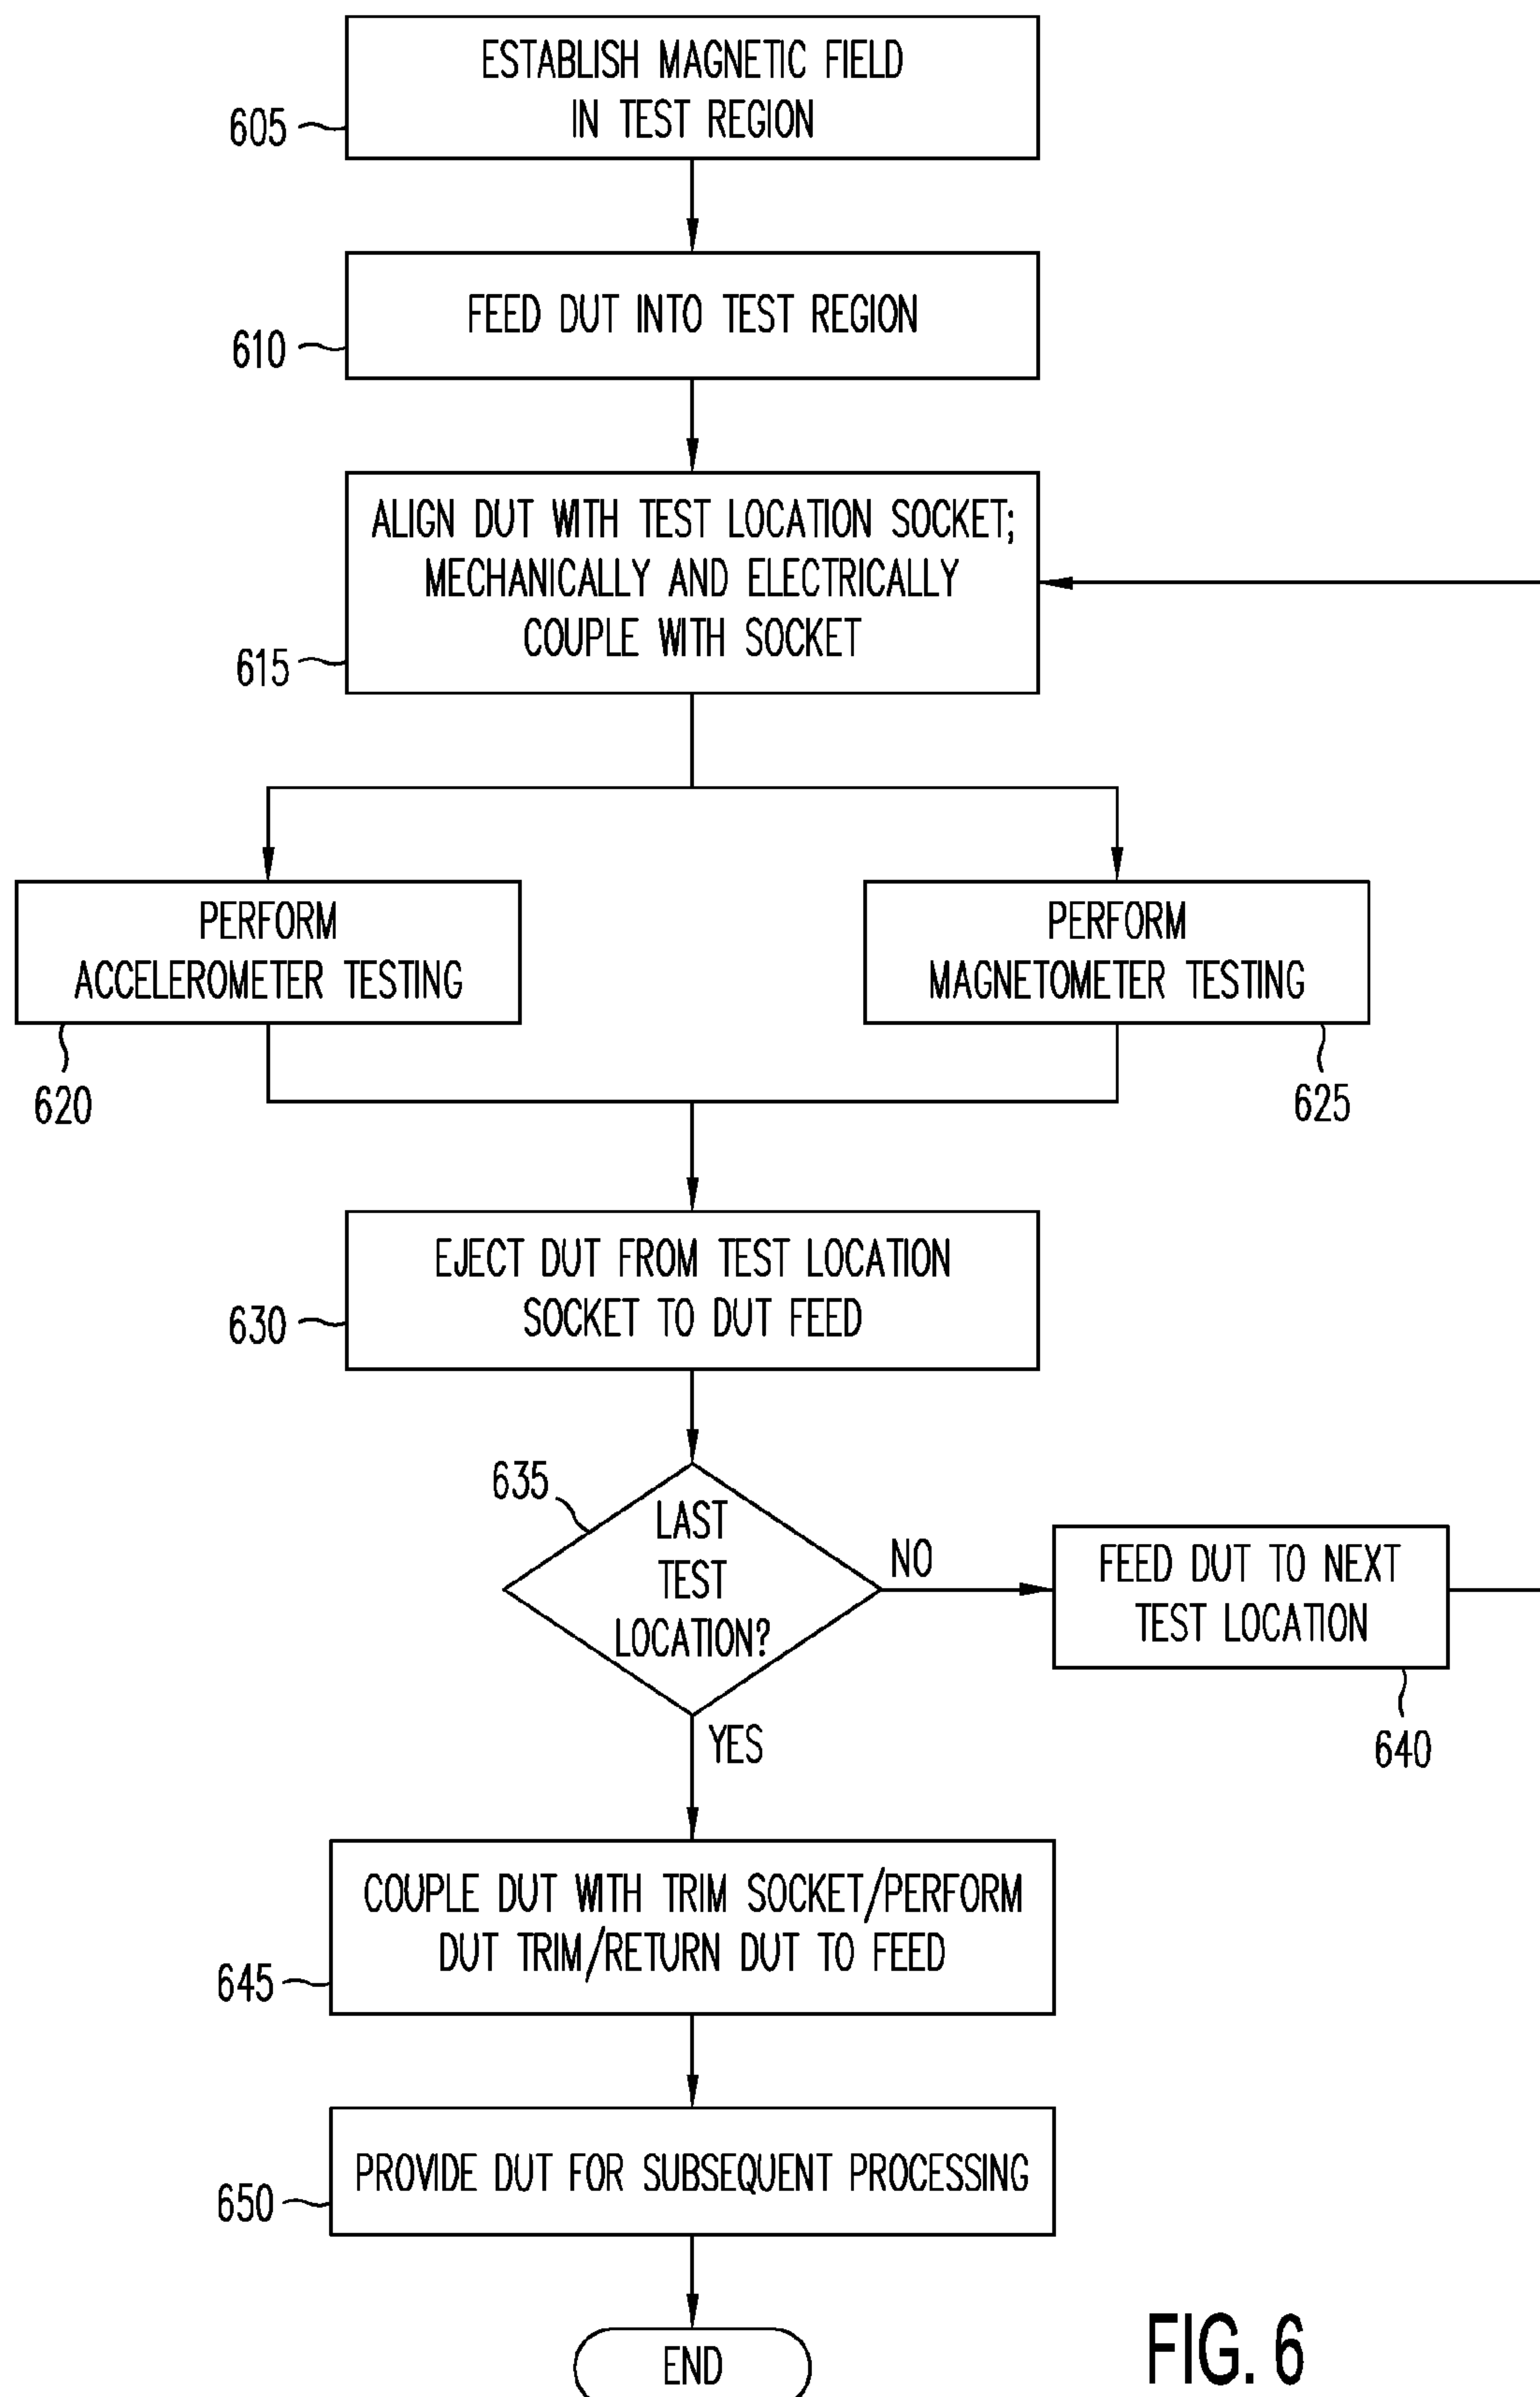 ESTABLISH MAGNETIC FIELD
IN TEST REGION
605
FEED DUT INTO TEST REGION
610
ALIGN DUT WITH TEST LOCATION SOCKET;
MECHANICALLY AND ELECTRICALLY
COUPLE WITH SOCKET
615
PERFORM
ACCELEROMETER TESTING
620
PERFORM
MAGNETOMETER TESTING
625
EJECT DUT FROM TEST LOCATION
SOCKET TO DUT FEED
630
635
LAST
TEST
LOCATION?
NO
FEED DUT TO NEXT
TEST LOCATION
640
YES
COUPLE DUT WITH TRIM SOCKET/PERFORM
DUT TRIM/RETURN DUT TO FEED
645
PROVIDE DUT FOR SUBSEQUENT PROCESSING
650
END
FIG. 6